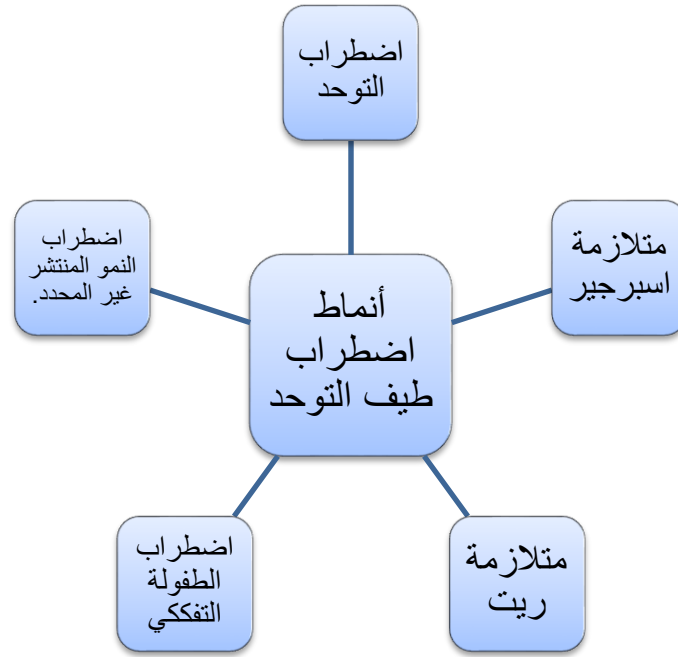 اضطراب
التوحد
متلازمة
اسبرجير
اضطراب
النمو المنتشر
غير المحدد.
أنماط
اضطراب
طيف التوحد
متلازمة
ريت
اضطراب
الطفولة
التفككي